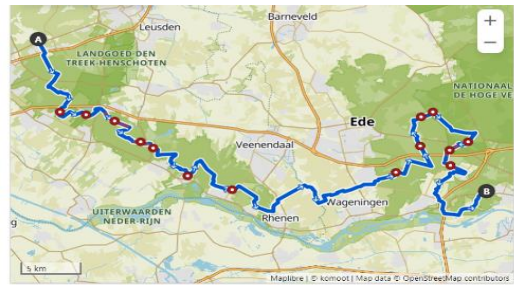 Barneveld
Leusden
A
LANDGOED DEN
TREEK-HENSCHOTEN
NATIONAAL
DE HOGE VE
Ede
Veenendaal
B
UITERWAARDEN
NEDER-RIJN
Wageningen
Rhenen
g
5 km
Maplibre | © komoot | Map data © OpenStreetMap contributors
+
−